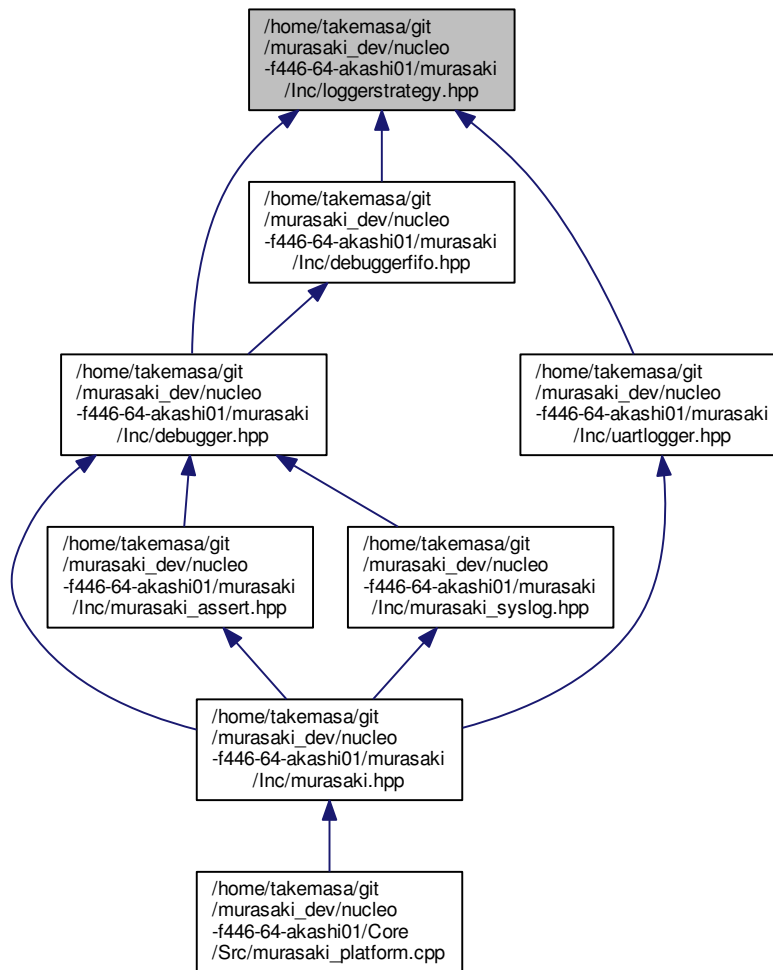 /home/takemasa/git
/murasaki_dev/nucleo
-f446-64-akashi01/murasaki
/Inc/loggerstrategy.hpp
/home/takemasa/git
/murasaki_dev/nucleo
-f446-64-akashi01/murasaki
/Inc/debuggerfifo.hpp
/home/takemasa/git
/murasaki_dev/nucleo
-f446-64-akashi01/murasaki
/Inc/debugger.hpp
/home/takemasa/git
/murasaki_dev/nucleo
-f446-64-akashi01/murasaki
/Inc/uartlogger.hpp
/home/takemasa/git
/murasaki_dev/nucleo
-f446-64-akashi01/murasaki
/Inc/murasaki_assert.hpp
/home/takemasa/git
/murasaki_dev/nucleo
-f446-64-akashi01/murasaki
/Inc/murasaki_syslog.hpp
/home/takemasa/git
/murasaki_dev/nucleo
-f446-64-akashi01/murasaki
/Inc/murasaki.hpp
/home/takemasa/git
/murasaki_dev/nucleo
-f446-64-akashi01/Core
/Src/murasaki_platform.cpp